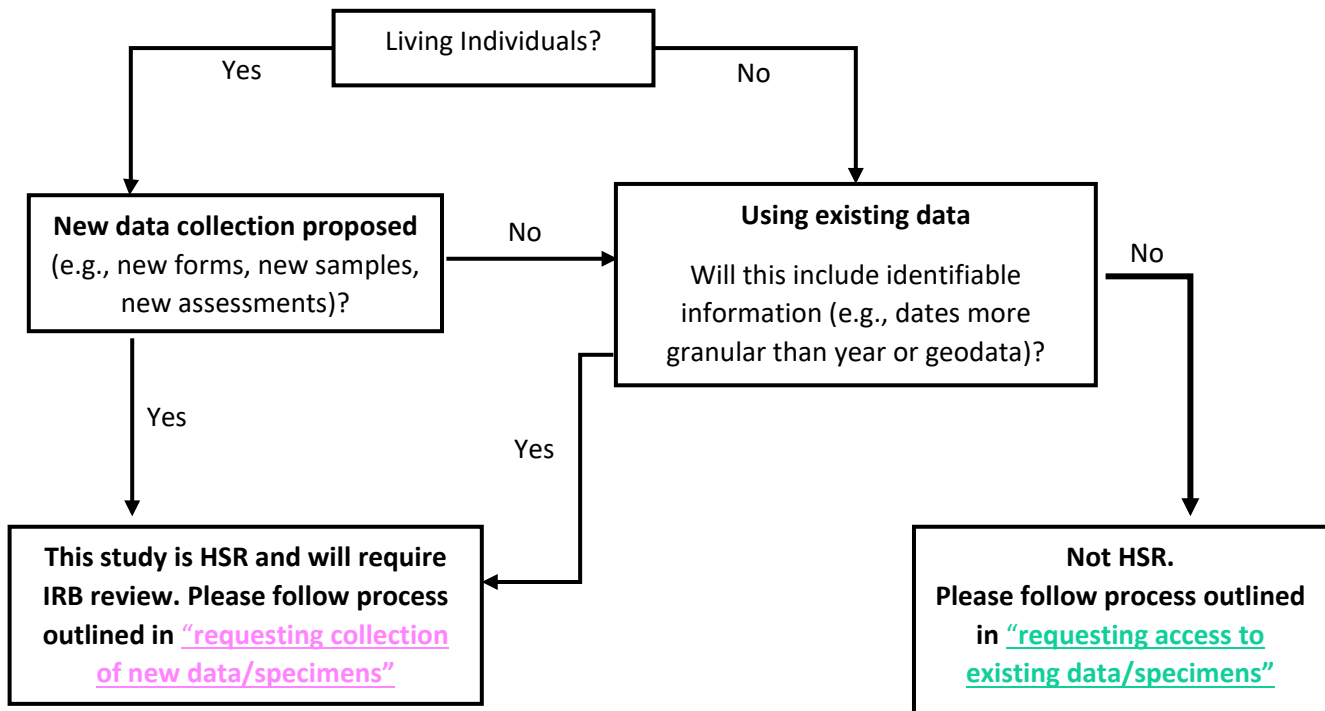 Living Individuals?
Yes
No
New data collection proposed
(e.g., new forms, new samples,
new assessments)?
No
Using existing data
Will this include identifiable
information (e.g., dates more
granular than year or geodata)?
No
Yes
Yes
This study is HSR and will require
IRB review. Please follow process
outlined in “requesting collection
of new data/specimens”
Not HSR.
Please follow process outlined
in “requesting access to
existing data/specimens”